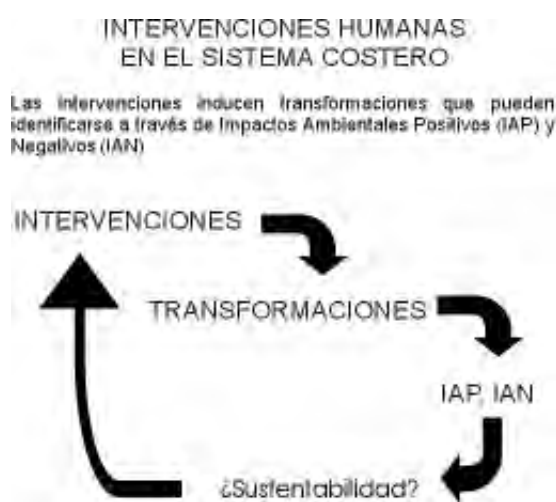 INTERVENCIONES HUMANAS
EN EL SISTEMA COSTERO
Las intervenciones inducen transformaciones que pueden
identificarse a través de Impactos Ambientales Positivos (IAP) y
Negativos (IAN)
INTERVENCIONES
TRANSFORMACIONES
IAP, IAN
¿Sustentabilidad?